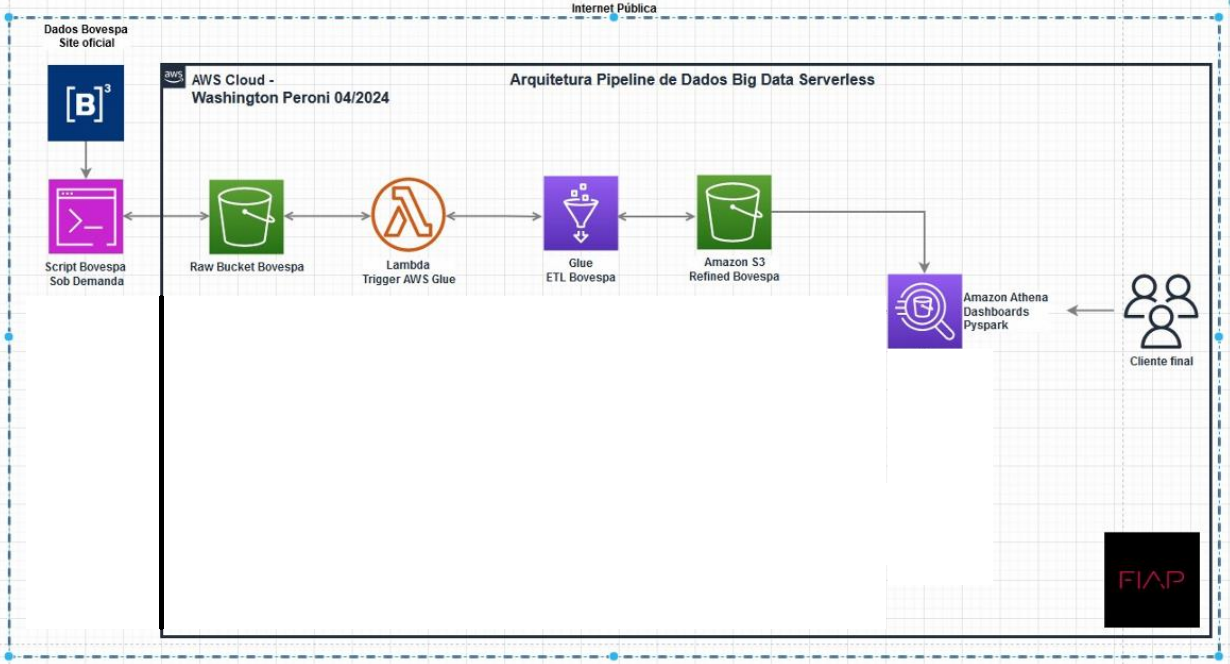 Internet Pública
Dados Bovespa
Site oficial
[B]³
aws
AWS Cloud -
Washington Peroni 04/2024
Arquitetura Pipeline de Dados Big Data Serverless
Script Bovespa
Sob Demanda
Raw Bucket Bovespa
Lambda
Trigger AWS Glue
Glue
ETL Bovespa
Amazon S3
Refined Bovespa
Amazon Athena
Dashboards
Pyspark
Cliente final
FIAP